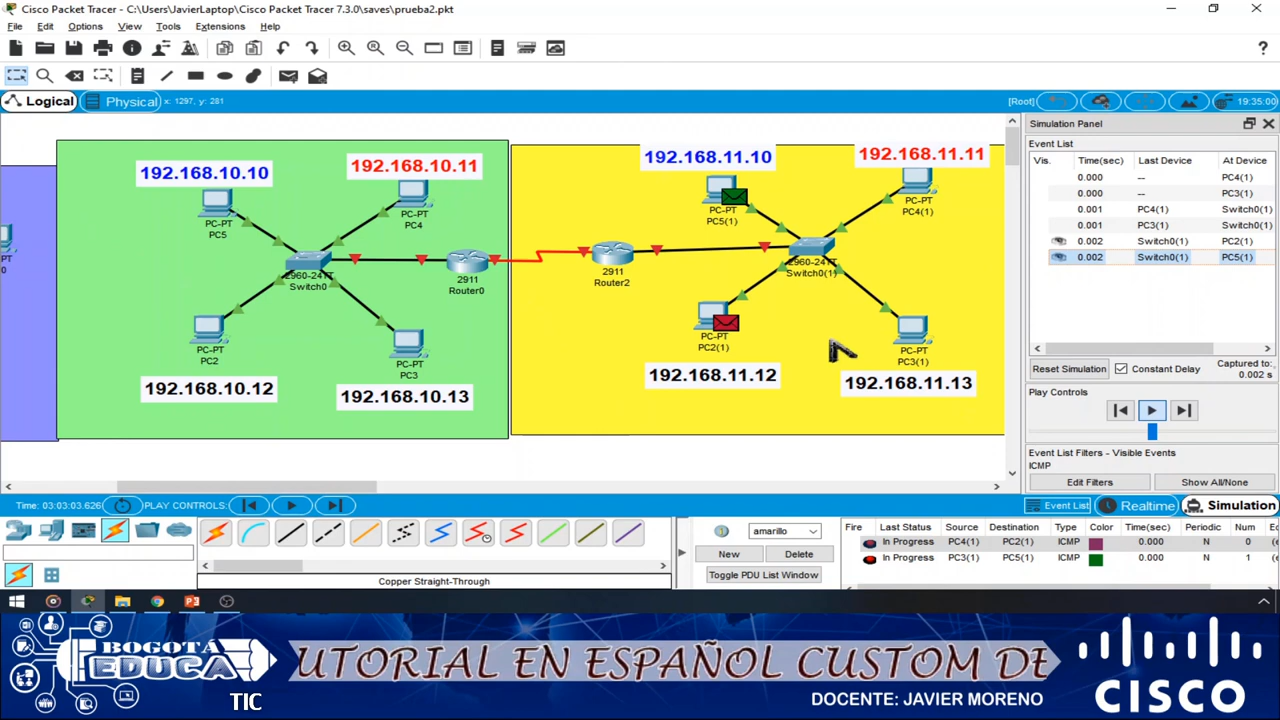 Cisco Packet Tracer - C:\Users\JavierLaptop\Cisco Packet Tracer 7.3.0\saves\prueba2.pkt
File Edit Options View Tools Extensions Help
Logical Physical x: 1297, y: 281 [Root] 19:35:00
192.168.10.10
192.168.10.11
PC-PT
PC5
PC-PT
PC4
2960-24TT
Switch0
2911
Router0
PC-PT
PC2
PC-PT
PC3
192.168.10.12
192.168.10.13
192.168.11.10
192.168.11.11
PC-PT
PC5(1)
PC-PT
PC4(1)
2911
Router2
2960-24TT
Switch0(1)
PC-PT
PC2(1)
PC-PT
PC3(1)
192.168.11.12
192.168.11.13
Simulation Panel
Event List
Vis. Time(sec) Last Device At Device
0.000 -- PC4(1)
0.000 -- PC3(1)
0.001 PC4(1) Switch0(1)
0.001 PC3(1) Switch0(1)
0.002 Switch0(1) PC2(1)
0.002 Switch0(1) PC5(1)
Reset Simulation Constant Delay Captured to:
0.002 s
Play Controls
Event List Filters - Visible Events
ICMP
Edit Filters Show All/None
Time: 03:03:03.626 PLAY CONTROLS: Event List Realtime Simulation
amarillo
New Delete
Toggle PDU List Window
Fire Last Status Source Destination Type Color Time(sec) Periodic Num
In Progress PC4(1) PC2(1) ICMP 0.000 N 0
In Progress PC3(1) PC5(1) ICMP 0.000 N 1
Copper Straight-Through
BOGOTÁ
EDUCA
TIC
UTORIAL EN ESPAÑOL CUSTOM DE
DOCENTE: JAVIER MORENO
CISCO